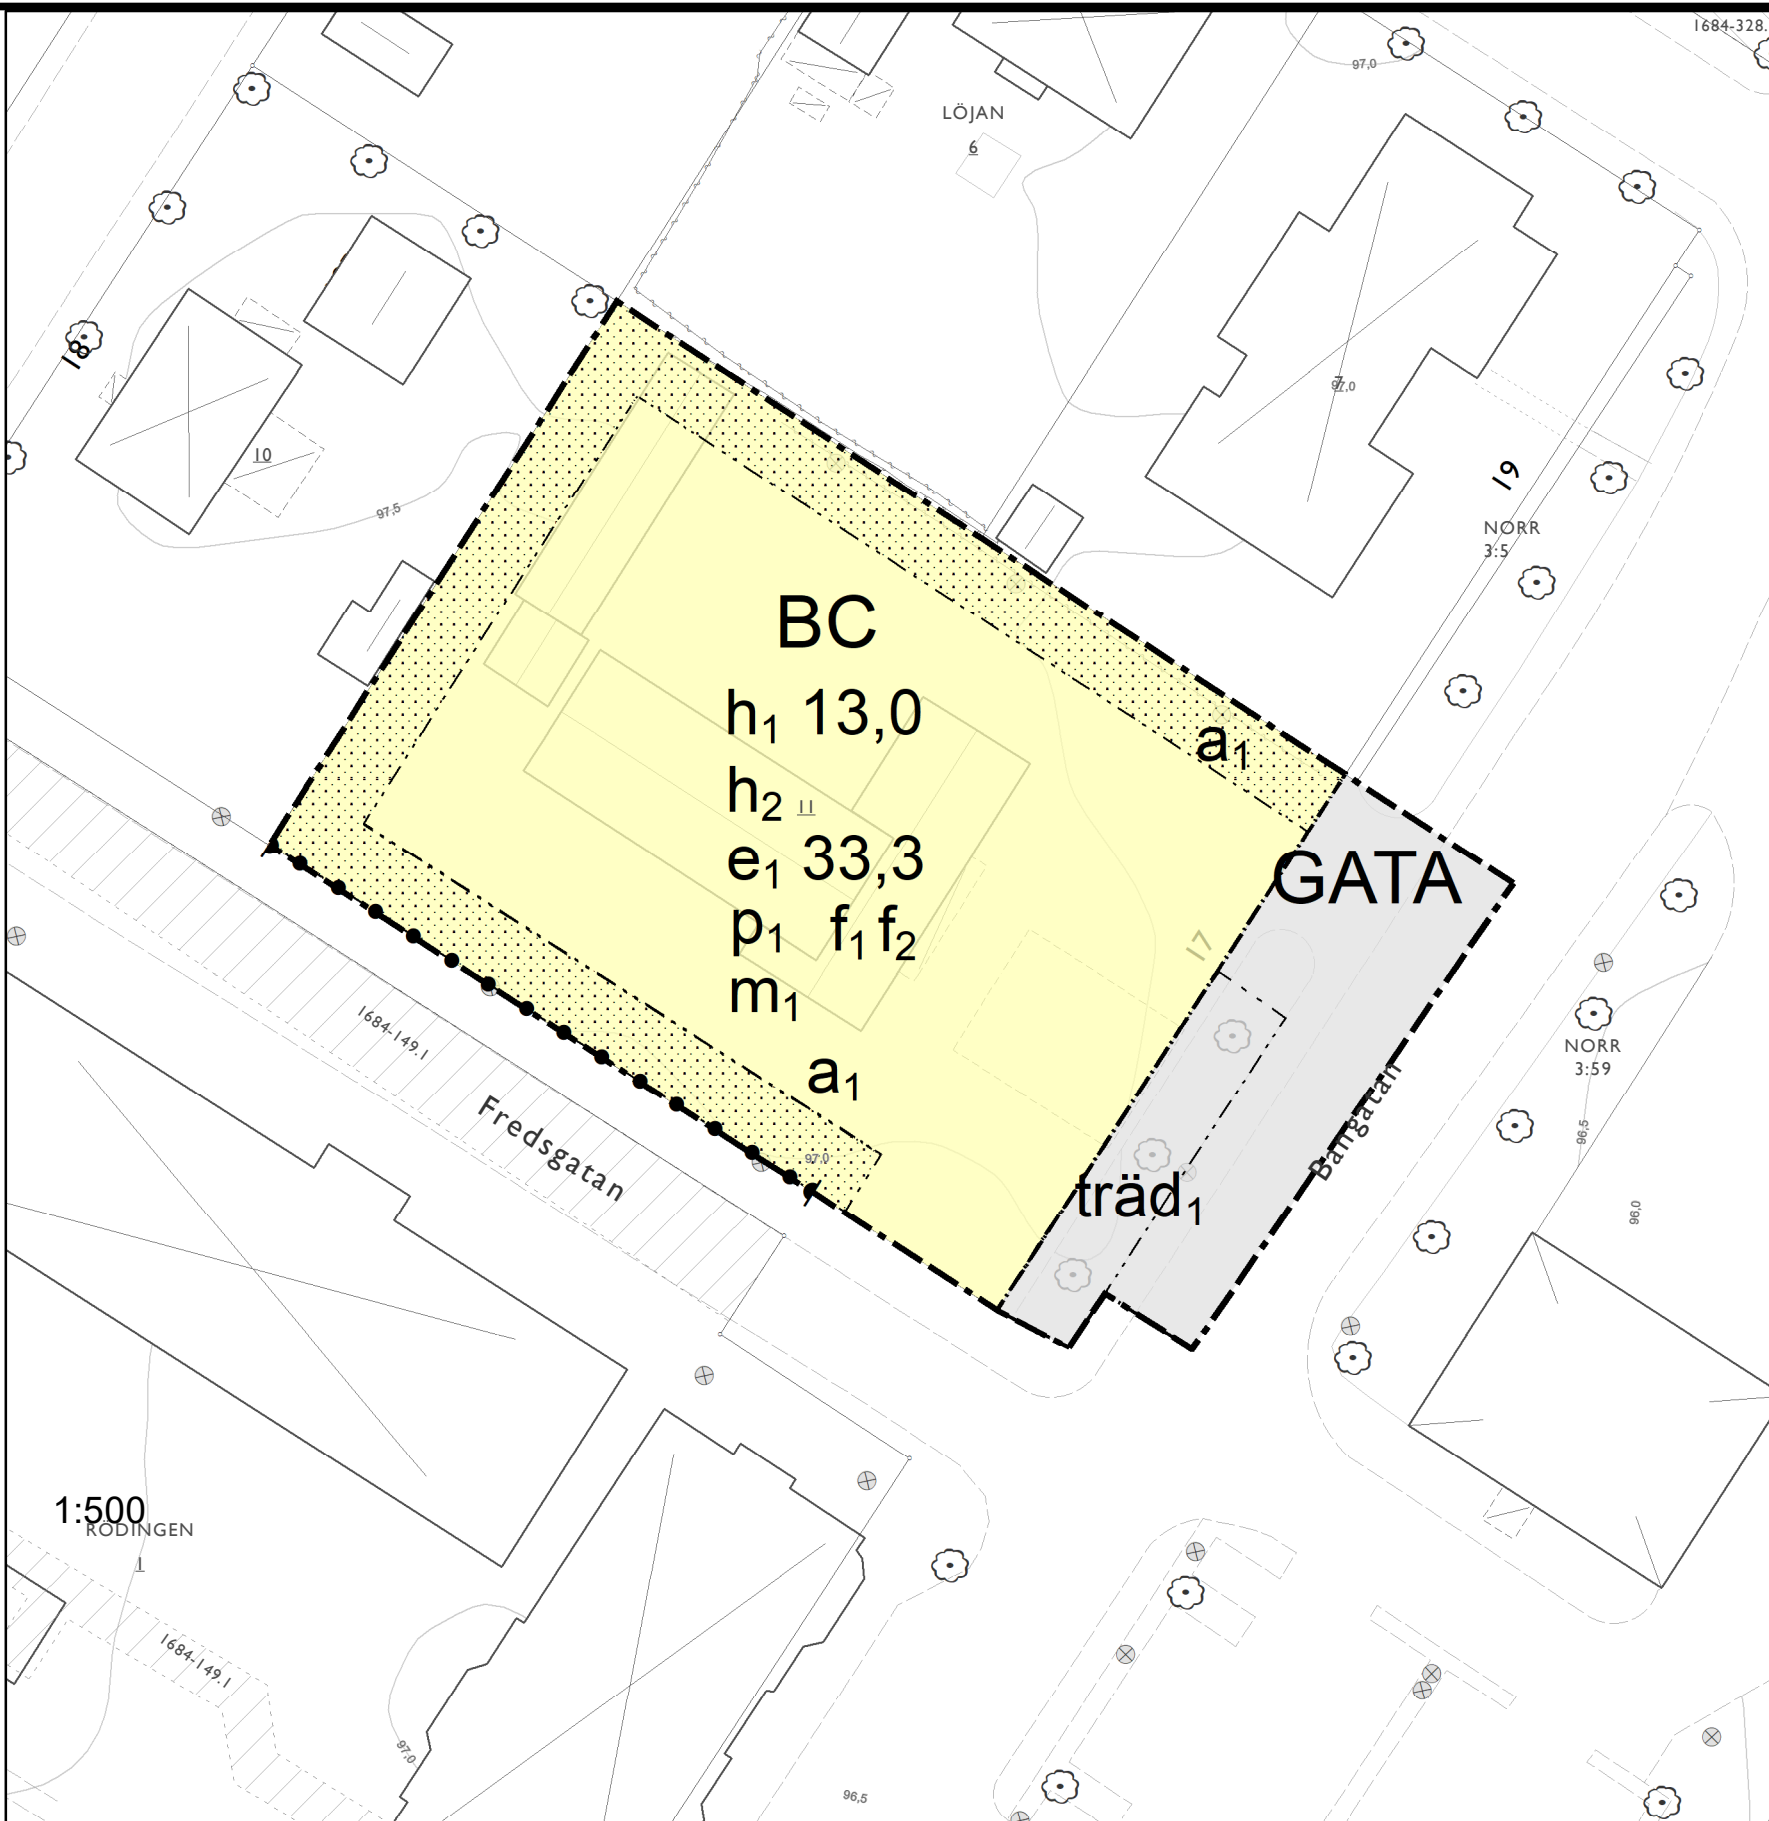 1684-328.
97,0
LÖJAN
6
18
97,0
10
97,5
19
NORR
3:5
BC
h₁ 13,0
a₁
h₂
11
e₁ 33,3
GATA
p₁ f₁ f₂
17
m₁
1684-149.1
NORR
3:59
a₁
Fredsgatan
Bangatan
96,5
97,0
träd₁
96,0
1:500
RÖDINGEN
1
1684-149.1
97,0
96,5